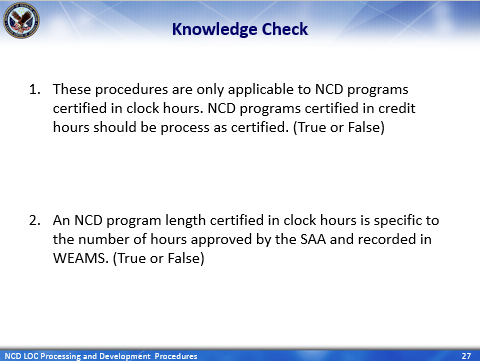 Knowledge Check
1. These procedures are only applicable to NCD programs
certified in clock hours. NCD programs certified in credit
hours should be process as certified. (True or False)
2. An NCD program length certified in clock hours is specific to
the number of hours approved by the SAA and recorded in
WEAMS. (True or False)
NCD LOC Processing and Development Procedures 27